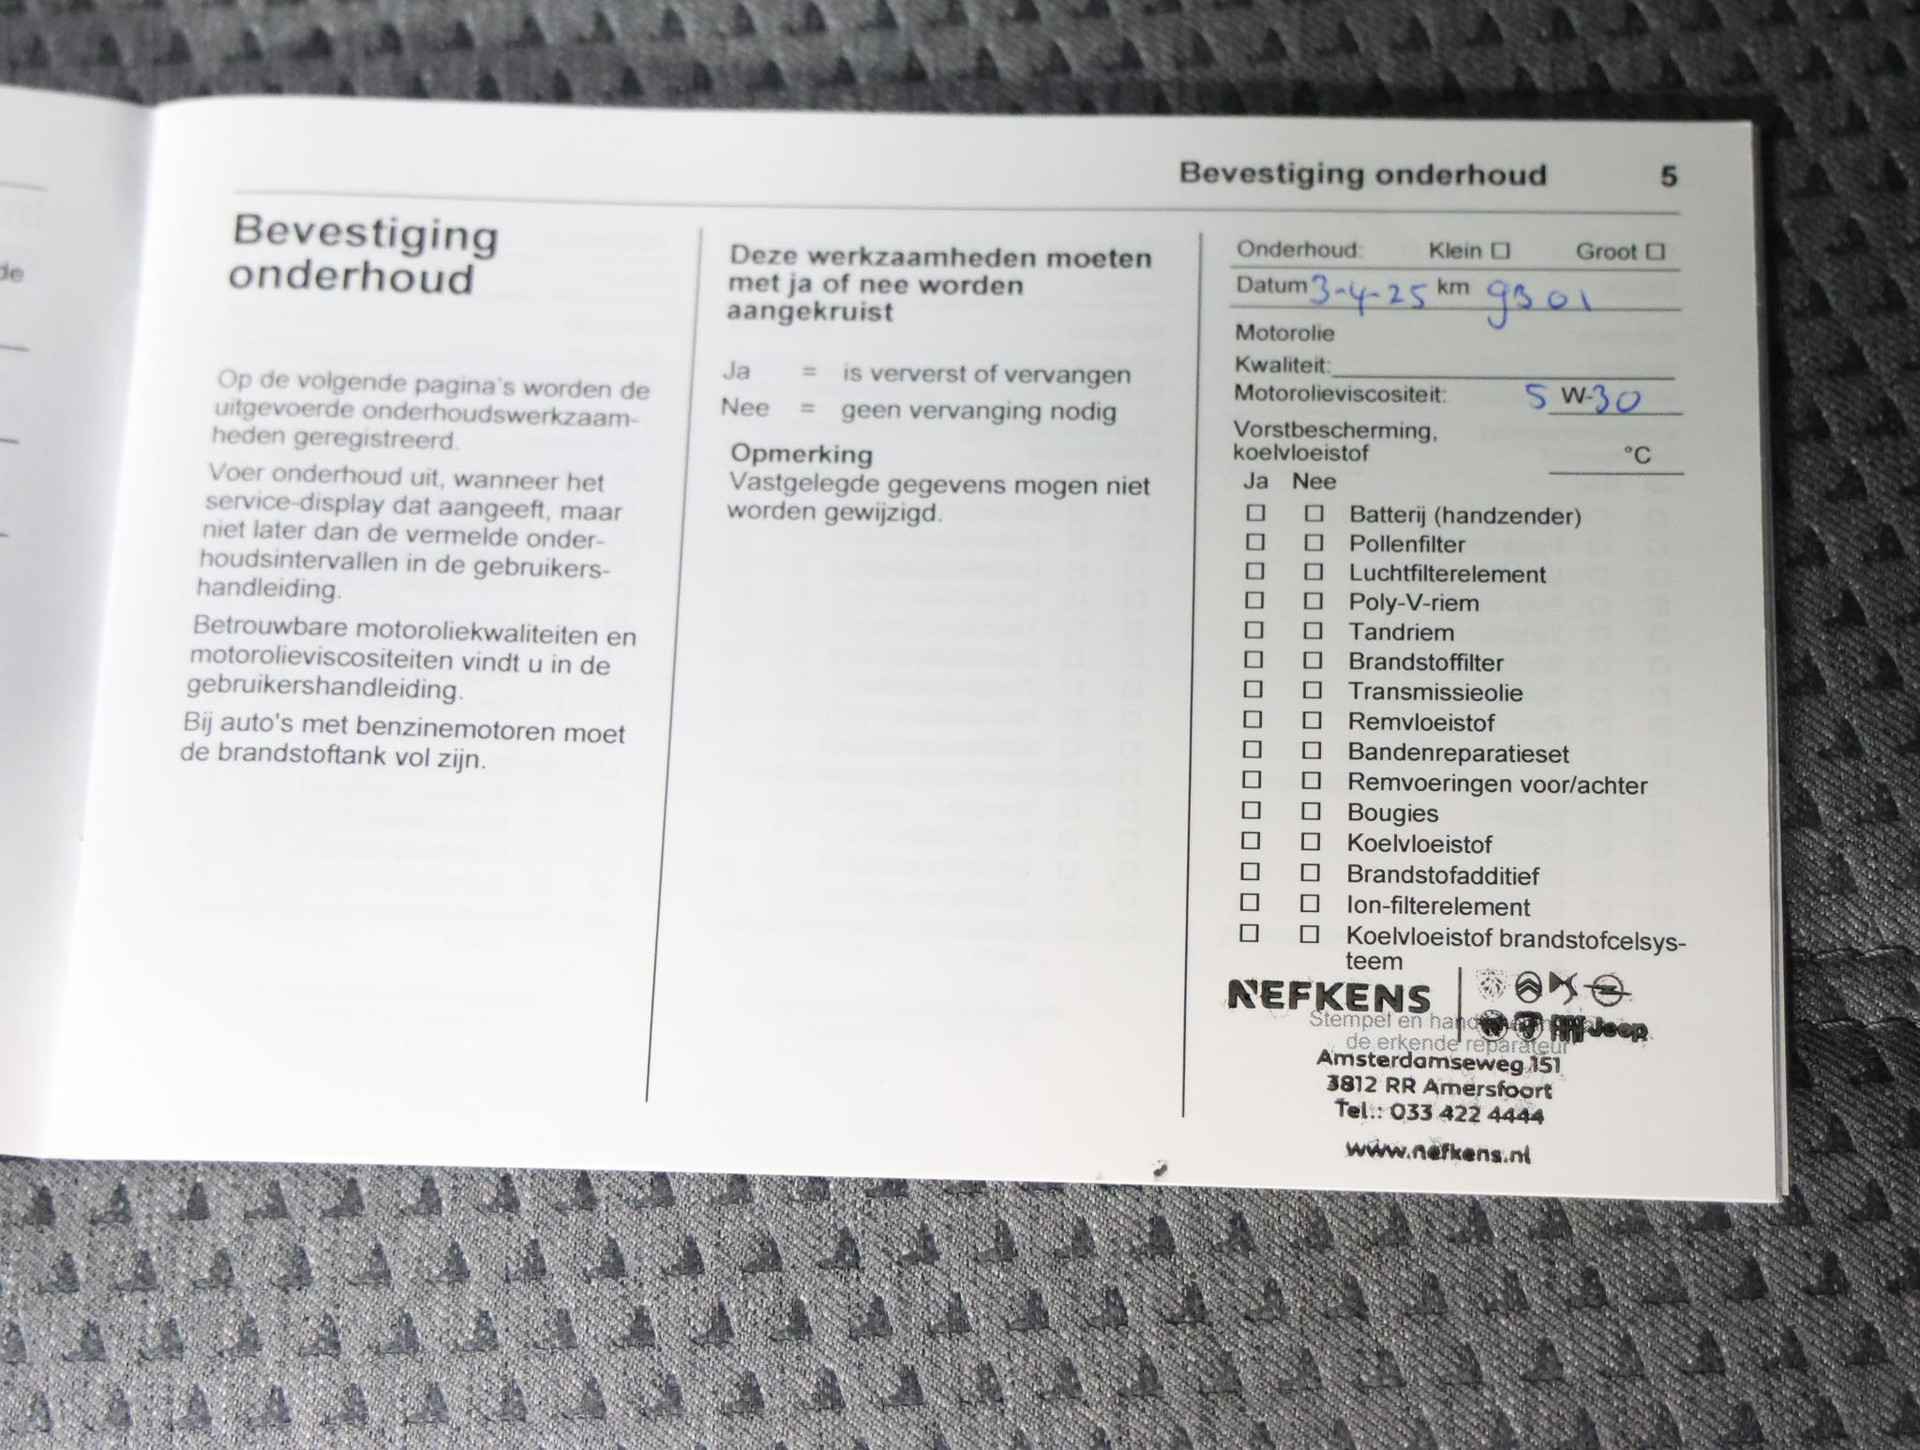 Bevestiging onderhoud 5
Bevestiging
onderhoud
Op de volgende pagina's worden de
uitgevoerde onderhoudswerkzaam-
heden geregistreerd.
Voer onderhoud uit, wanneer het
service-display dat aangeeft, maar
niet later dan de vermelde onder-
houdsintervallen in de gebruikers-
handleiding.
Betrouwbare motoroliekwaliteiten en
motorolieviscositeiten vindt u in de
gebruikershandleiding.
Bij auto's met benzinemotoren moet
de brandstoftank vol zijn.
Deze werkzaamheden moeten
met ja of nee worden
aangekruist
Ja = is ververst of vervangen
Nee = geen vervanging nodig
Opmerking
Vastgelegde gegevens mogen niet
worden gewijzigd.
Onderhoud: Klein Groot
Datum 3-4-25 km 9301
Motorolie
Kwaliteit:
Motorolieviscositeit: 5 W-30
Vorstbescherming,
koelvloeistof °C
Ja Nee
Batterij (handzender)
Pollenfilter
Luchtfilterelement
Poly-V-riem
Tandriem
Brandstoffilter
Transmissieolie
Remvloeistof
Bandenreparatieset
Remvoeringen voor/achter
Bougies
Koelvloeistof
Brandstofadditief
Ion-filterelement
Koelvloeistof brandstofcelsys-
teem
NEFKENS
Stempel en
Jeep
de erkende reparateur
Amsterdamseweg 151
3812 RR Amersfoort
Tel.: 033 422 4444
www.nefkens.nl